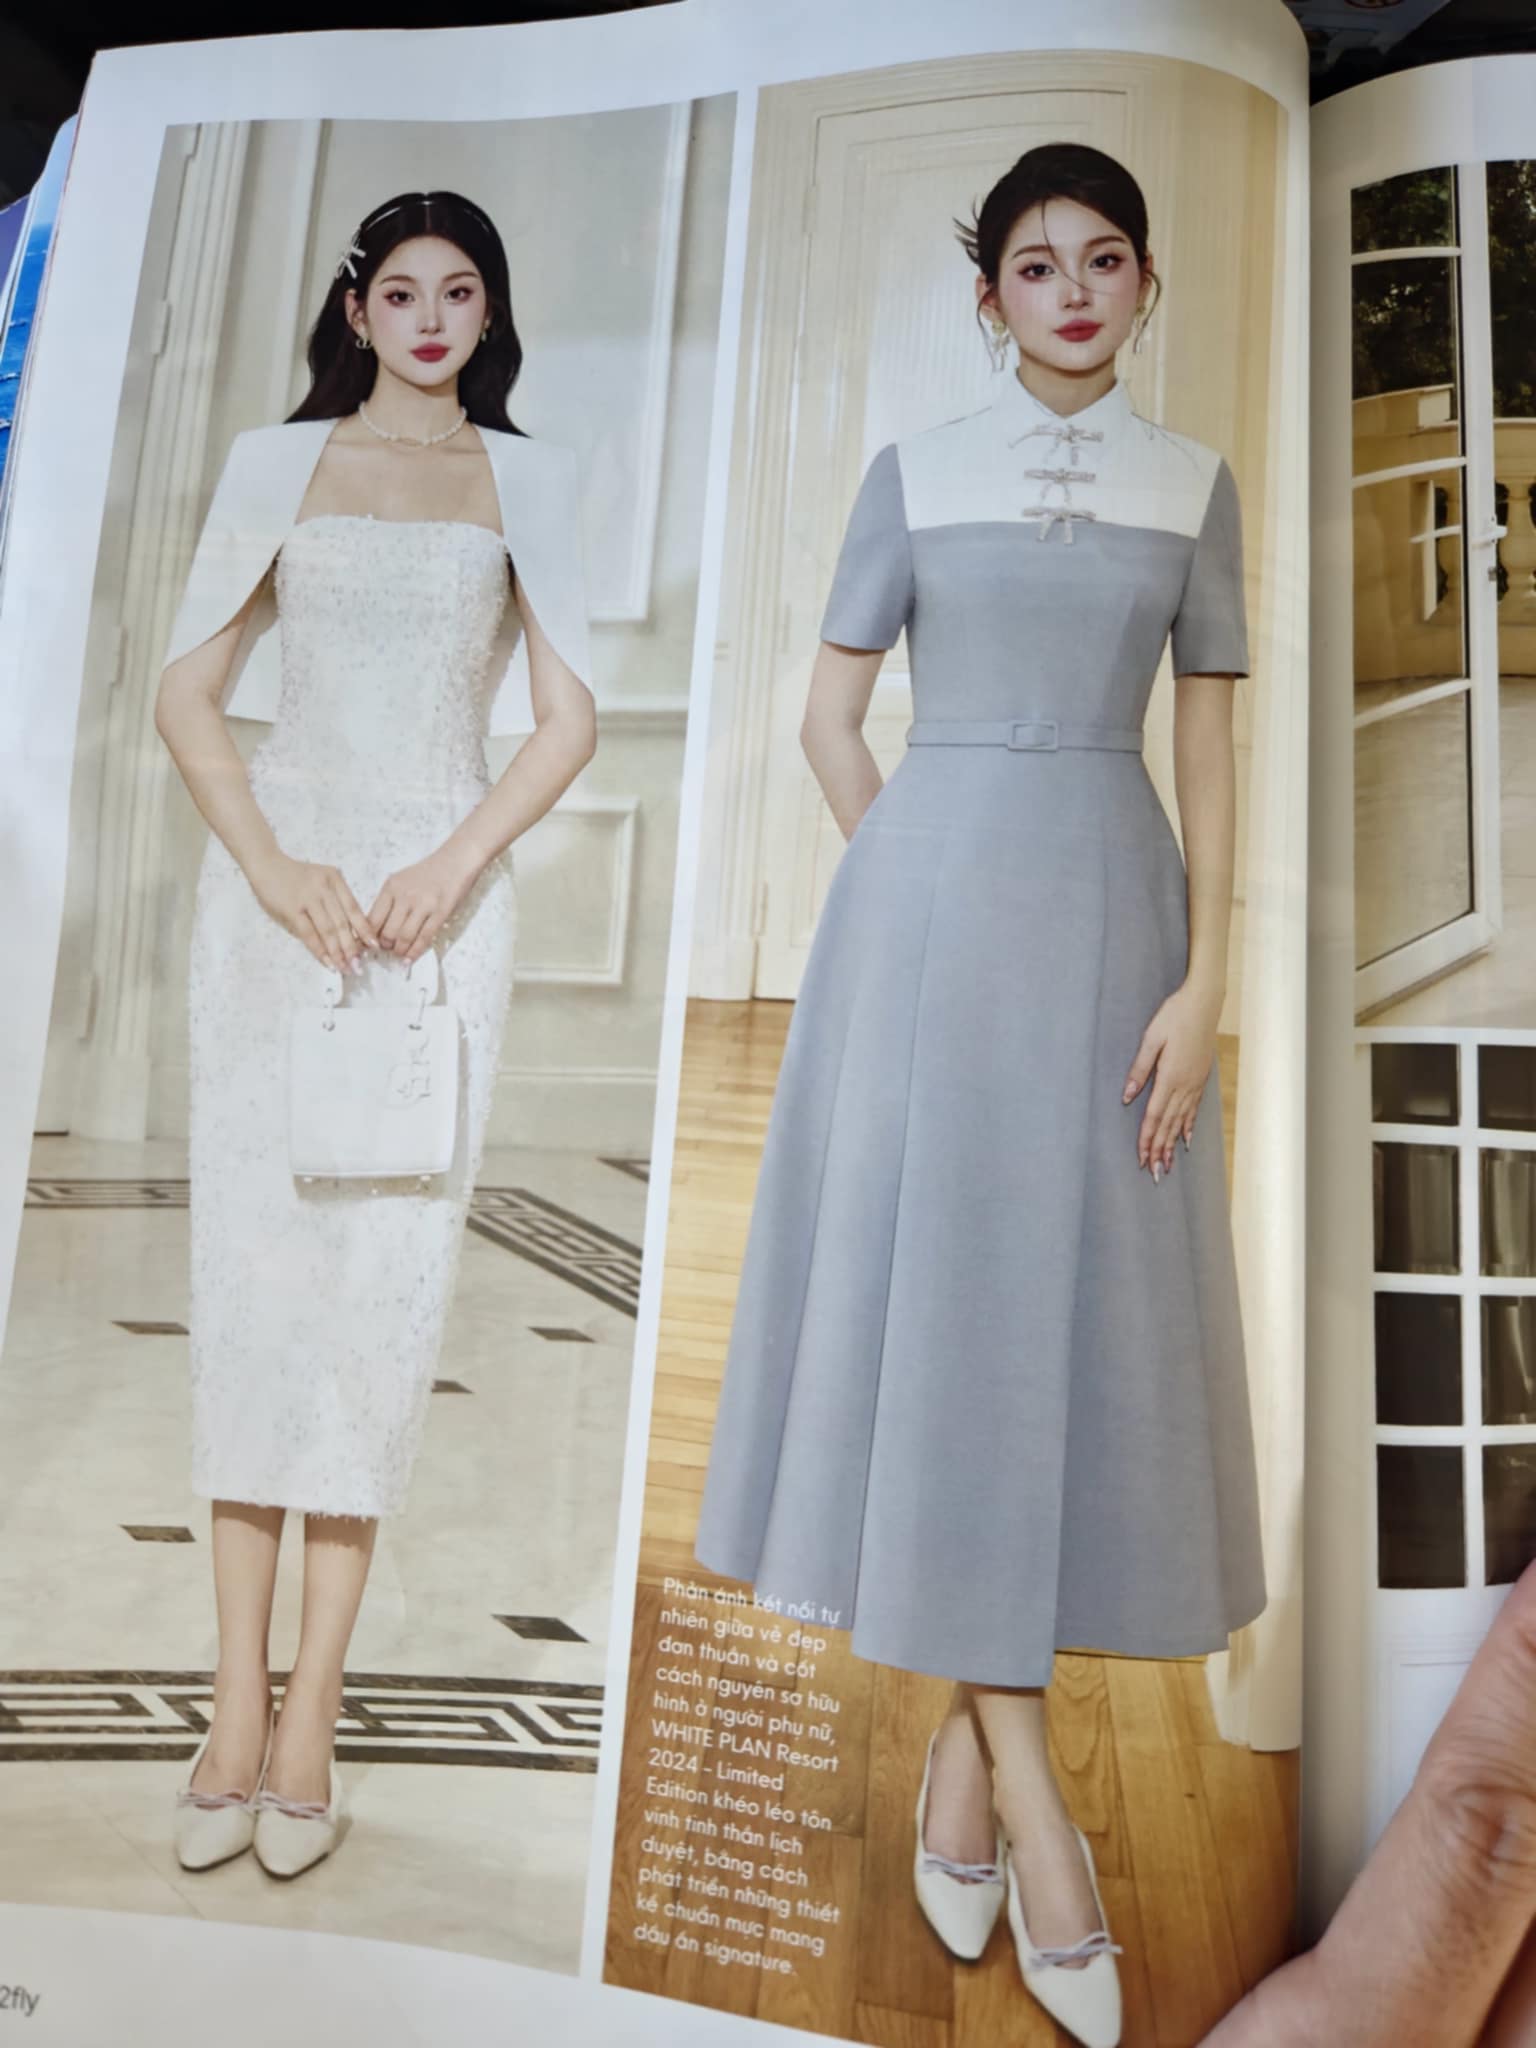 Phản ánh kết nối tự
nhiên giữa vẻ đẹp
đơn thuần và cốt
cách nguyên sơ hữu
hình ở người phụ nữ,
WHITE PLAN Resort
2024 - Limited
Edition khéo léo tôn
vinh tinh thần lịch
duyệt, bằng cách
phát triển những thiết
kế chuẩn mực mang
dấu ấn signature.
2fly